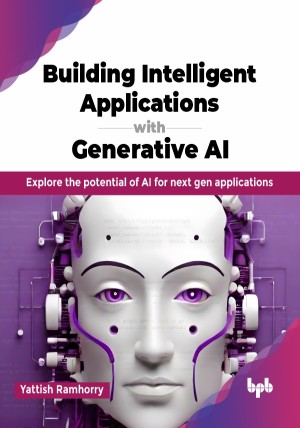 Building Intelligent
Applications
with
Generative AI
Explore the potential of AI for next gen applications
Yattish Ramhorry
bpb